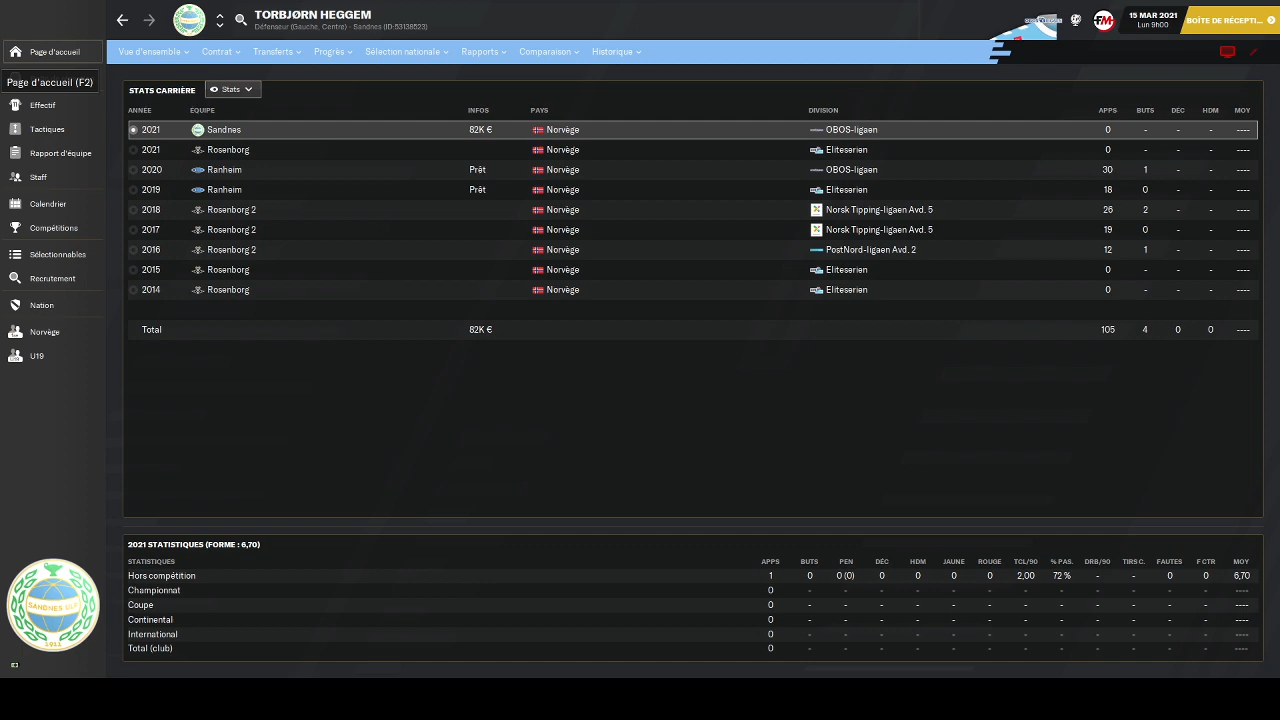 TORBJØRN HEGGEM
Défenseur (Gauche, Centre) - Sandnes (ID:53138523)
15 MAR 2021
Lun 9h00
BOÎTE DE RÉCEPTI...
Page d'accueil
Vue d'ensemble Contrat Transferts Progrès Sélection nationale Rapports Comparaison Historique
Page d'accueil (F2)
Effectif
Tactiques
Rapport d'équipe
Staff
Calendrier
Compétitions
Sélectionnables
Recrutement
Nation
Norvège
U19
STATS CARRIÈRE Stats
ANNÉE ÉQUIPE INFOS PAYS DIVISION APPS BUTS DÉC HDM MOY
2021 Sandnes 82K € Norvège OBOS-ligaen 0 - - - ----
2021 Rosenborg Norvège Eliteserien 0 - - - ----
2020 Ranheim Prêt Norvège OBOS-ligaen 30 1 - - ----
2019 Ranheim Prêt Norvège Eliteserien 18 0 - - ----
2018 Rosenborg 2 Norvège Norsk Tipping-ligaen Avd. 5 26 2 - - ----
2017 Rosenborg 2 Norvège Norsk Tipping-ligaen Avd. 5 19 0 - - ----
2016 Rosenborg 2 Norvège PostNord-ligaen Avd. 2 12 1 - - ----
2015 Rosenborg Norvège Eliteserien 0 - - - ----
2014 Rosenborg Norvège Eliteserien 0 - - - ----
Total 82K € 105 4 0 0 ----
2021 STATISTIQUES (FORME : 6,70)
STATISTIQUES APPS BUTS PEN DÉC HDM JAUNE ROUGE TCL/90 % PAS. DRB/90 TIRS C. FAUTES F CTR MOY
Hors compétition 1 0 0 (0) 0 0 0 0 2,00 72 % - - 0 0 6,70
Championnat 0 - - - - - - - - - - - - ----
Coupe 0 - - - - - - - - - - - - ----
Continental 0 - - - - - - - - - - - - ----
International 0 - - - - - - - - - - - - ----
Total (club) 0 - - - - - - - - - - - - ----
SANDNES ULF
1911
FM